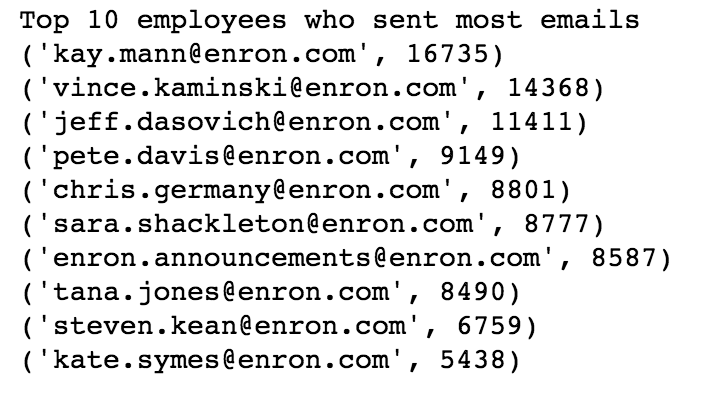 Top 10 employees who sent most emails
('kay.mann@enron.com', 16735)
('vince.kaminski@enron.com', 14368)
('jeff.dasovich@enron.com', 11411)
('pete.davis@enron.com', 9149)
('chris.germany@enron.com', 8801)
('sara.shackleton@enron.com', 8777)
('enron.announcements@enron.com', 8587)
('tana.jones@enron.com', 8490)
('steven.kean@enron.com', 6759)
('kate.symes@enron.com', 5438)